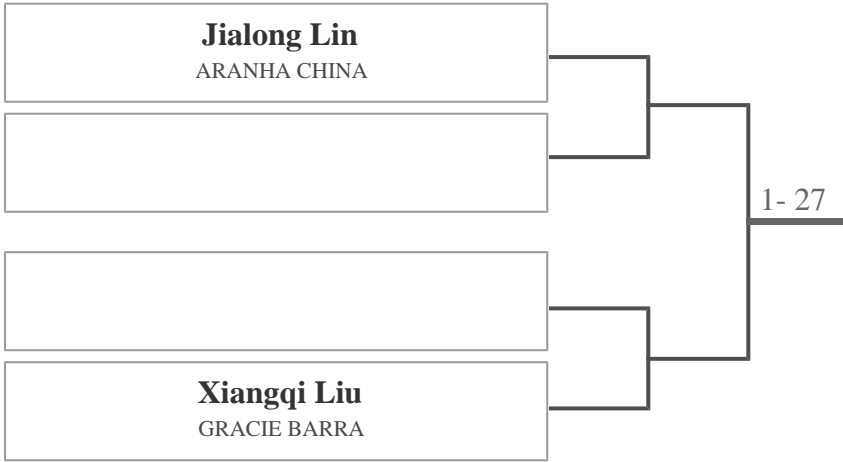 Jialong Lin
ARANHA CHINA
1- 27
Xiangqi Liu
GRACIE BARRA